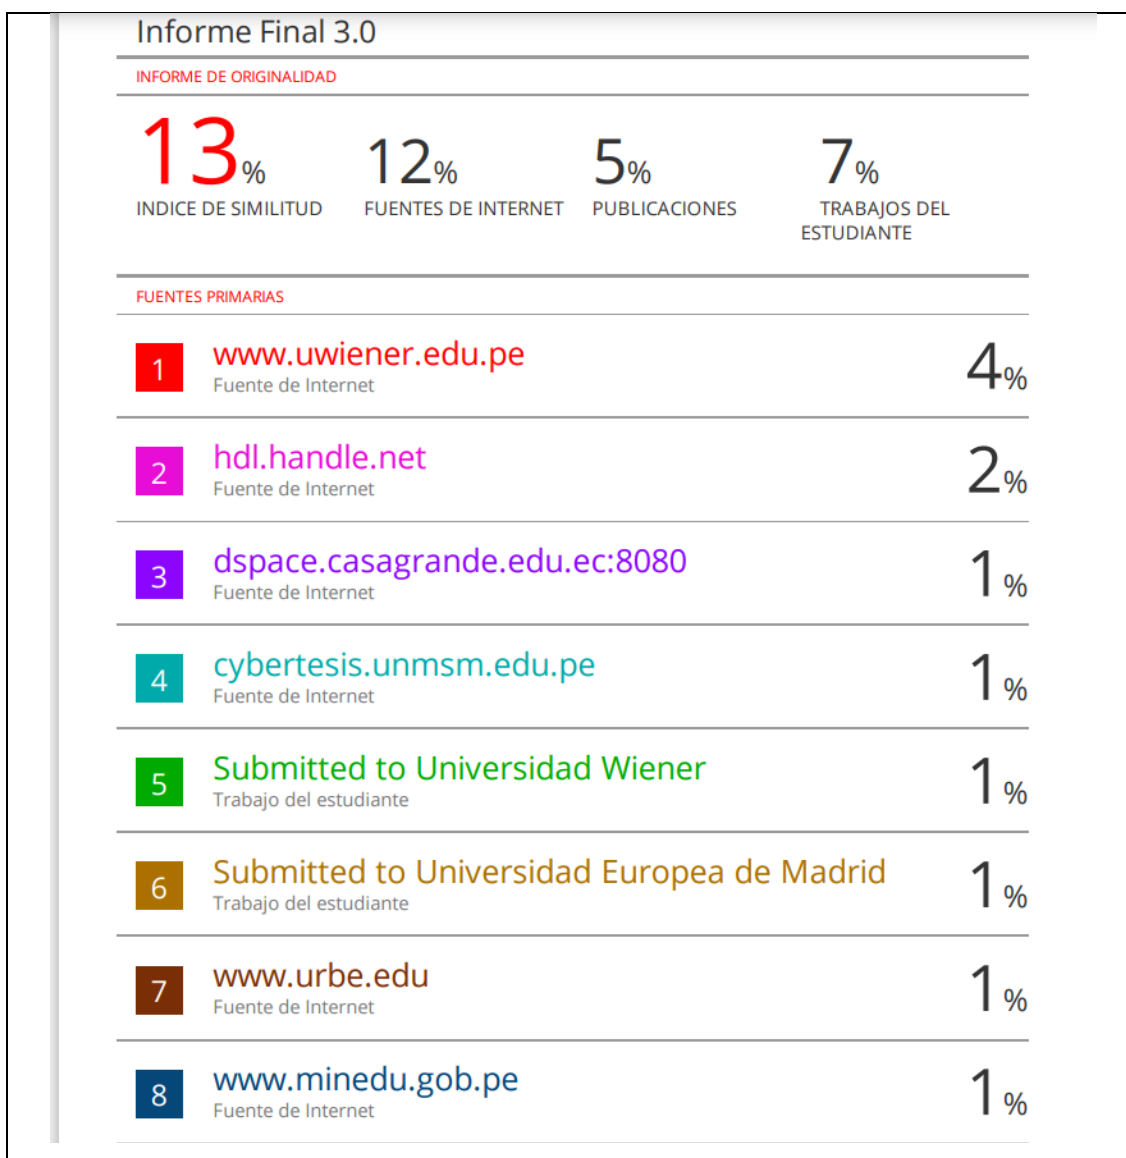 Informe Final 3.0
INFORME DE ORIGINALIDAD
13% 12% 5% 7%
INDICE DE SIMILITUD FUENTES DE INTERNET PUBLICACIONES TRABAJOS DEL
ESTUDIANTE
FUENTES PRIMARIAS
1 www.uwiener.edu.pe 4%
Fuente de Internet
2 hdl.handle.net 2%
Fuente de Internet
3 dspace.casagrande.edu.ec:8080 1%
Fuente de Internet
4 cybertesis.unmsm.edu.pe 1%
Fuente de Internet
5 Submitted to Universidad Wiener 1%
Trabajo del estudiante
6 Submitted to Universidad Europea de Madrid 1%
Trabajo del estudiante
7 www.urbe.edu 1%
Fuente de Internet
8 www.minedu.gob.pe 1%
Fuente de Internet